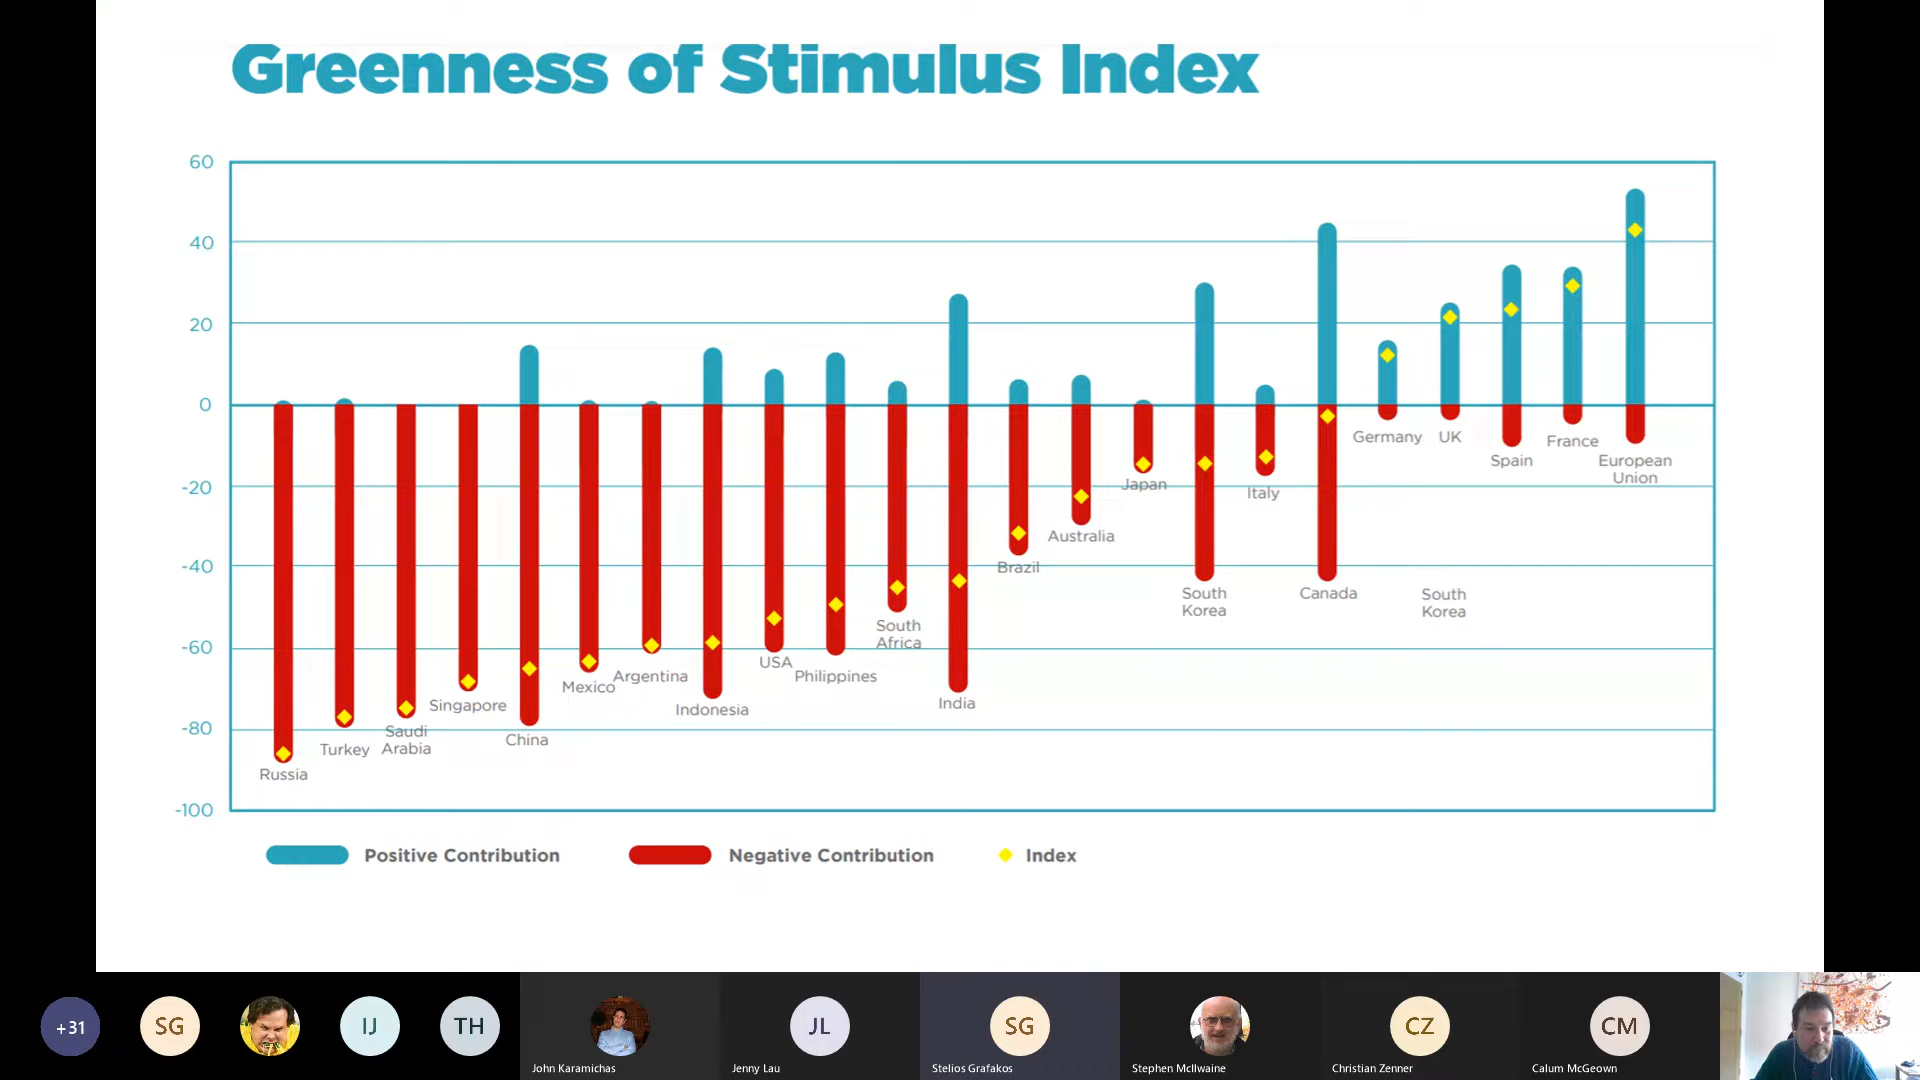 Greenness of Stimulus Index
60
40
20
0
-20
-40
-60
-80
-100
Russia
Turkey
Saudi
Arabia
Singapore
China
Mexico
Argentina
Indonesia
USA
Philippines
South
Africa
India
Brazil
Australia
Japan
South
Korea
Italy
Canada
Germany
UK
South
Korea
Spain
France
European
Union
Positive Contribution
Negative Contribution
Index
+31
SG
IJ
TH
John Karamichas
JL
Jenny Lau
SG
Stelios Grafakos
Stephen McIlwaine
CZ
Christian Zenner
CM
Calum McGeown